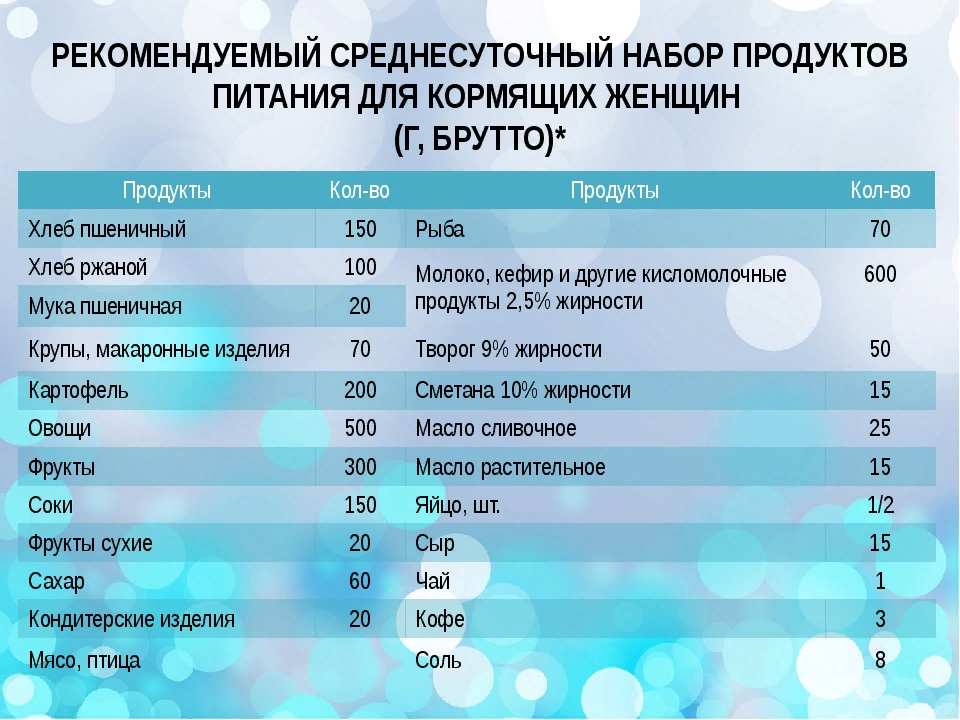 РЕКОМЕНДУЕМЫЙ СРЕДНЕСУТОЧНЫЙ НАБОР ПРОДУКТОВ
ПИТАНИЯ ДЛЯ КОРМЯЩИХ ЖЕНЩИН
(Г, БРУТТО)*
Продукты Кол-во Продукты Кол-во
Хлеб пшеничный 150 Рыба 70
Хлеб ржаной 100 Молоко, кефир и другие кисломолочные 600
продукты 2,5% жирности
Мука пшеничная 20
Крупы, макаронные изделия 70 Творог 9% жирности 50
Картофель 200 Сметана 10% жирности 15
Овощи 500 Масло сливочное 25
Фрукты 300 Масло растительное 15
Соки 150 Яйцо, шт. 1/2
Фрукты сухие 20 Сыр 15
Сахар 60 Чай 1
Кондитерские изделия 20 Кофе 3
Мясо, птица Соль 8